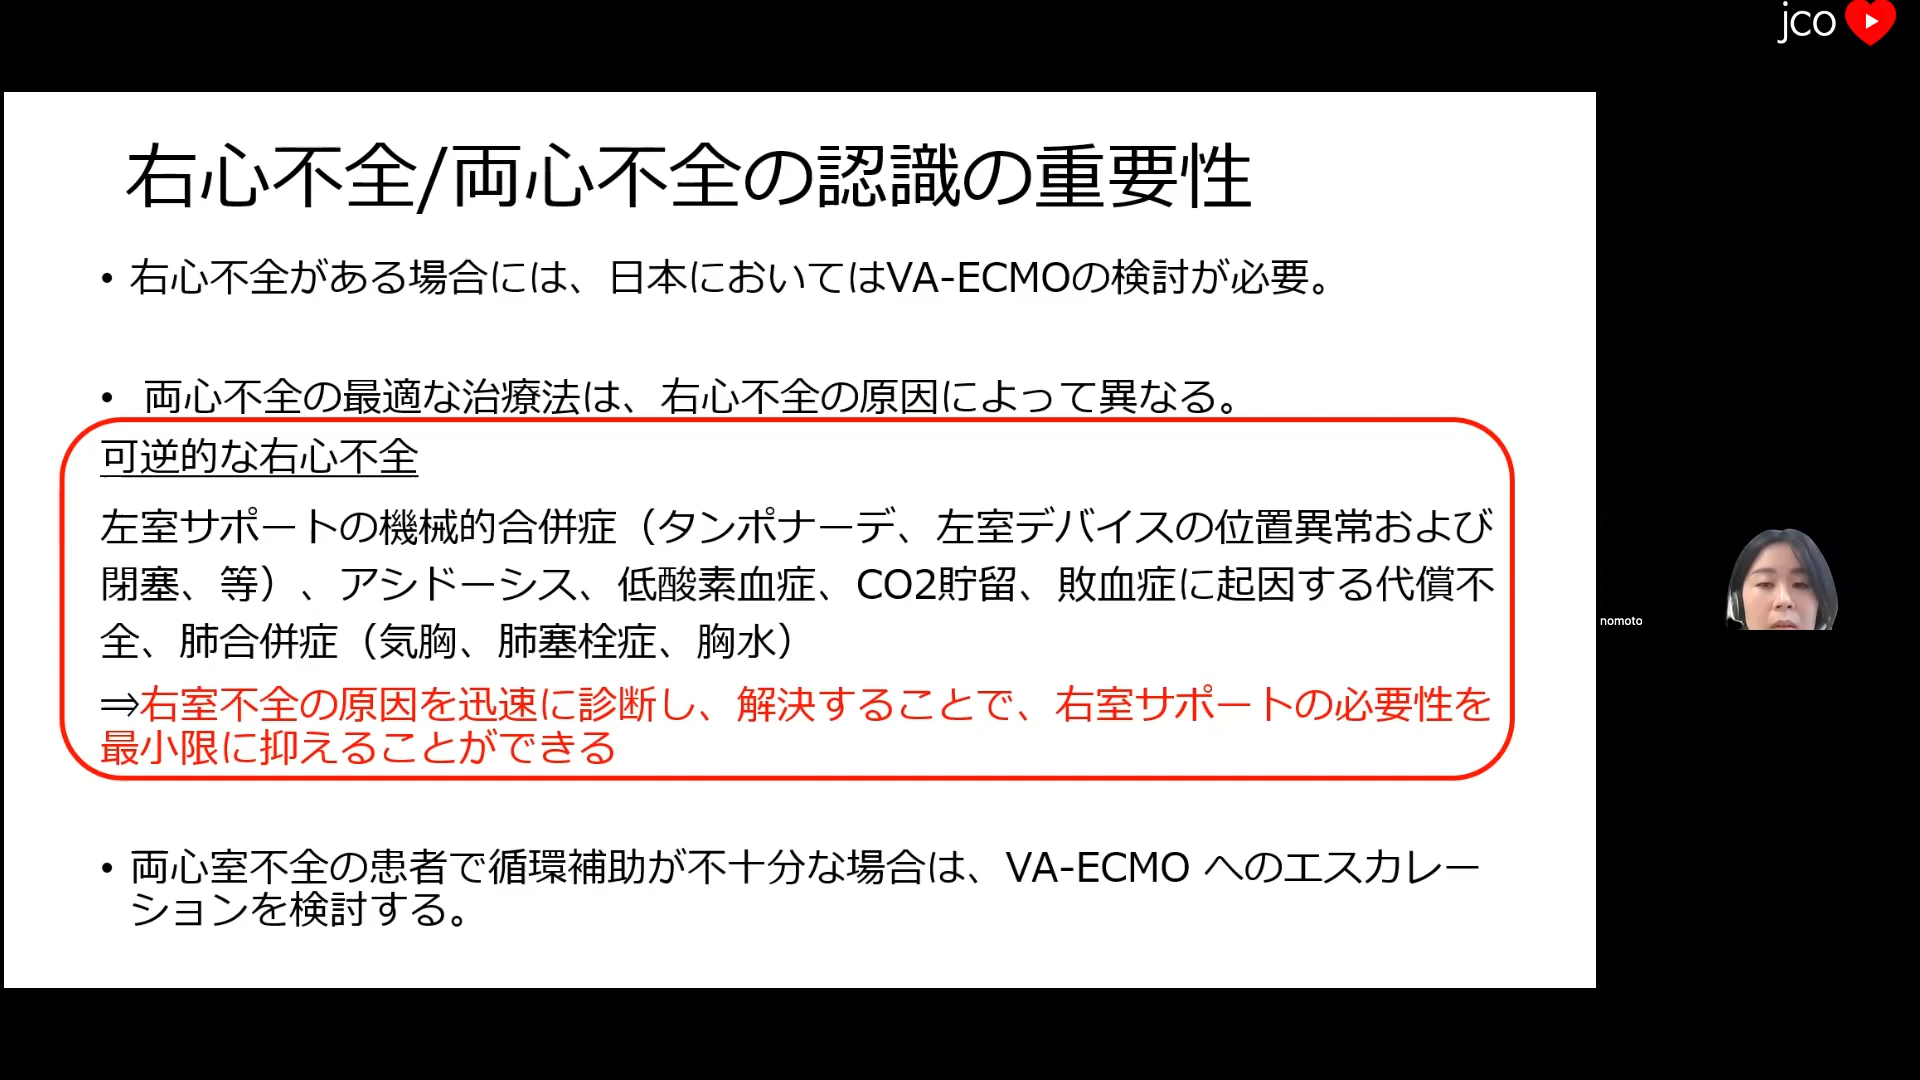 jco
右心不全/両心不全の認識の重要性
• 右心不全がある場合には、日本においてはVA-ECMOの検討が必要。
• 両心不全の最適な治療法は、右心不全の原因によって異なる。
可逆的な右心不全
左室サポートの機械的合併症（タンポナーデ、左室デバイスの位置異常および
閉塞、等）、アシドーシス、低酸素血症、CO2貯留、敗血症に起因する代償不
全、肺合併症（気胸、肺塞栓症、胸水）
⇒右室不全の原因を迅速に診断し、解決することで、右室サポートの必要性を
最小限に抑えることができる
• 両心室不全の患者で循環補助が不十分な場合は、VA-ECMO へのエスカレー
ションを検討する。
nomoto